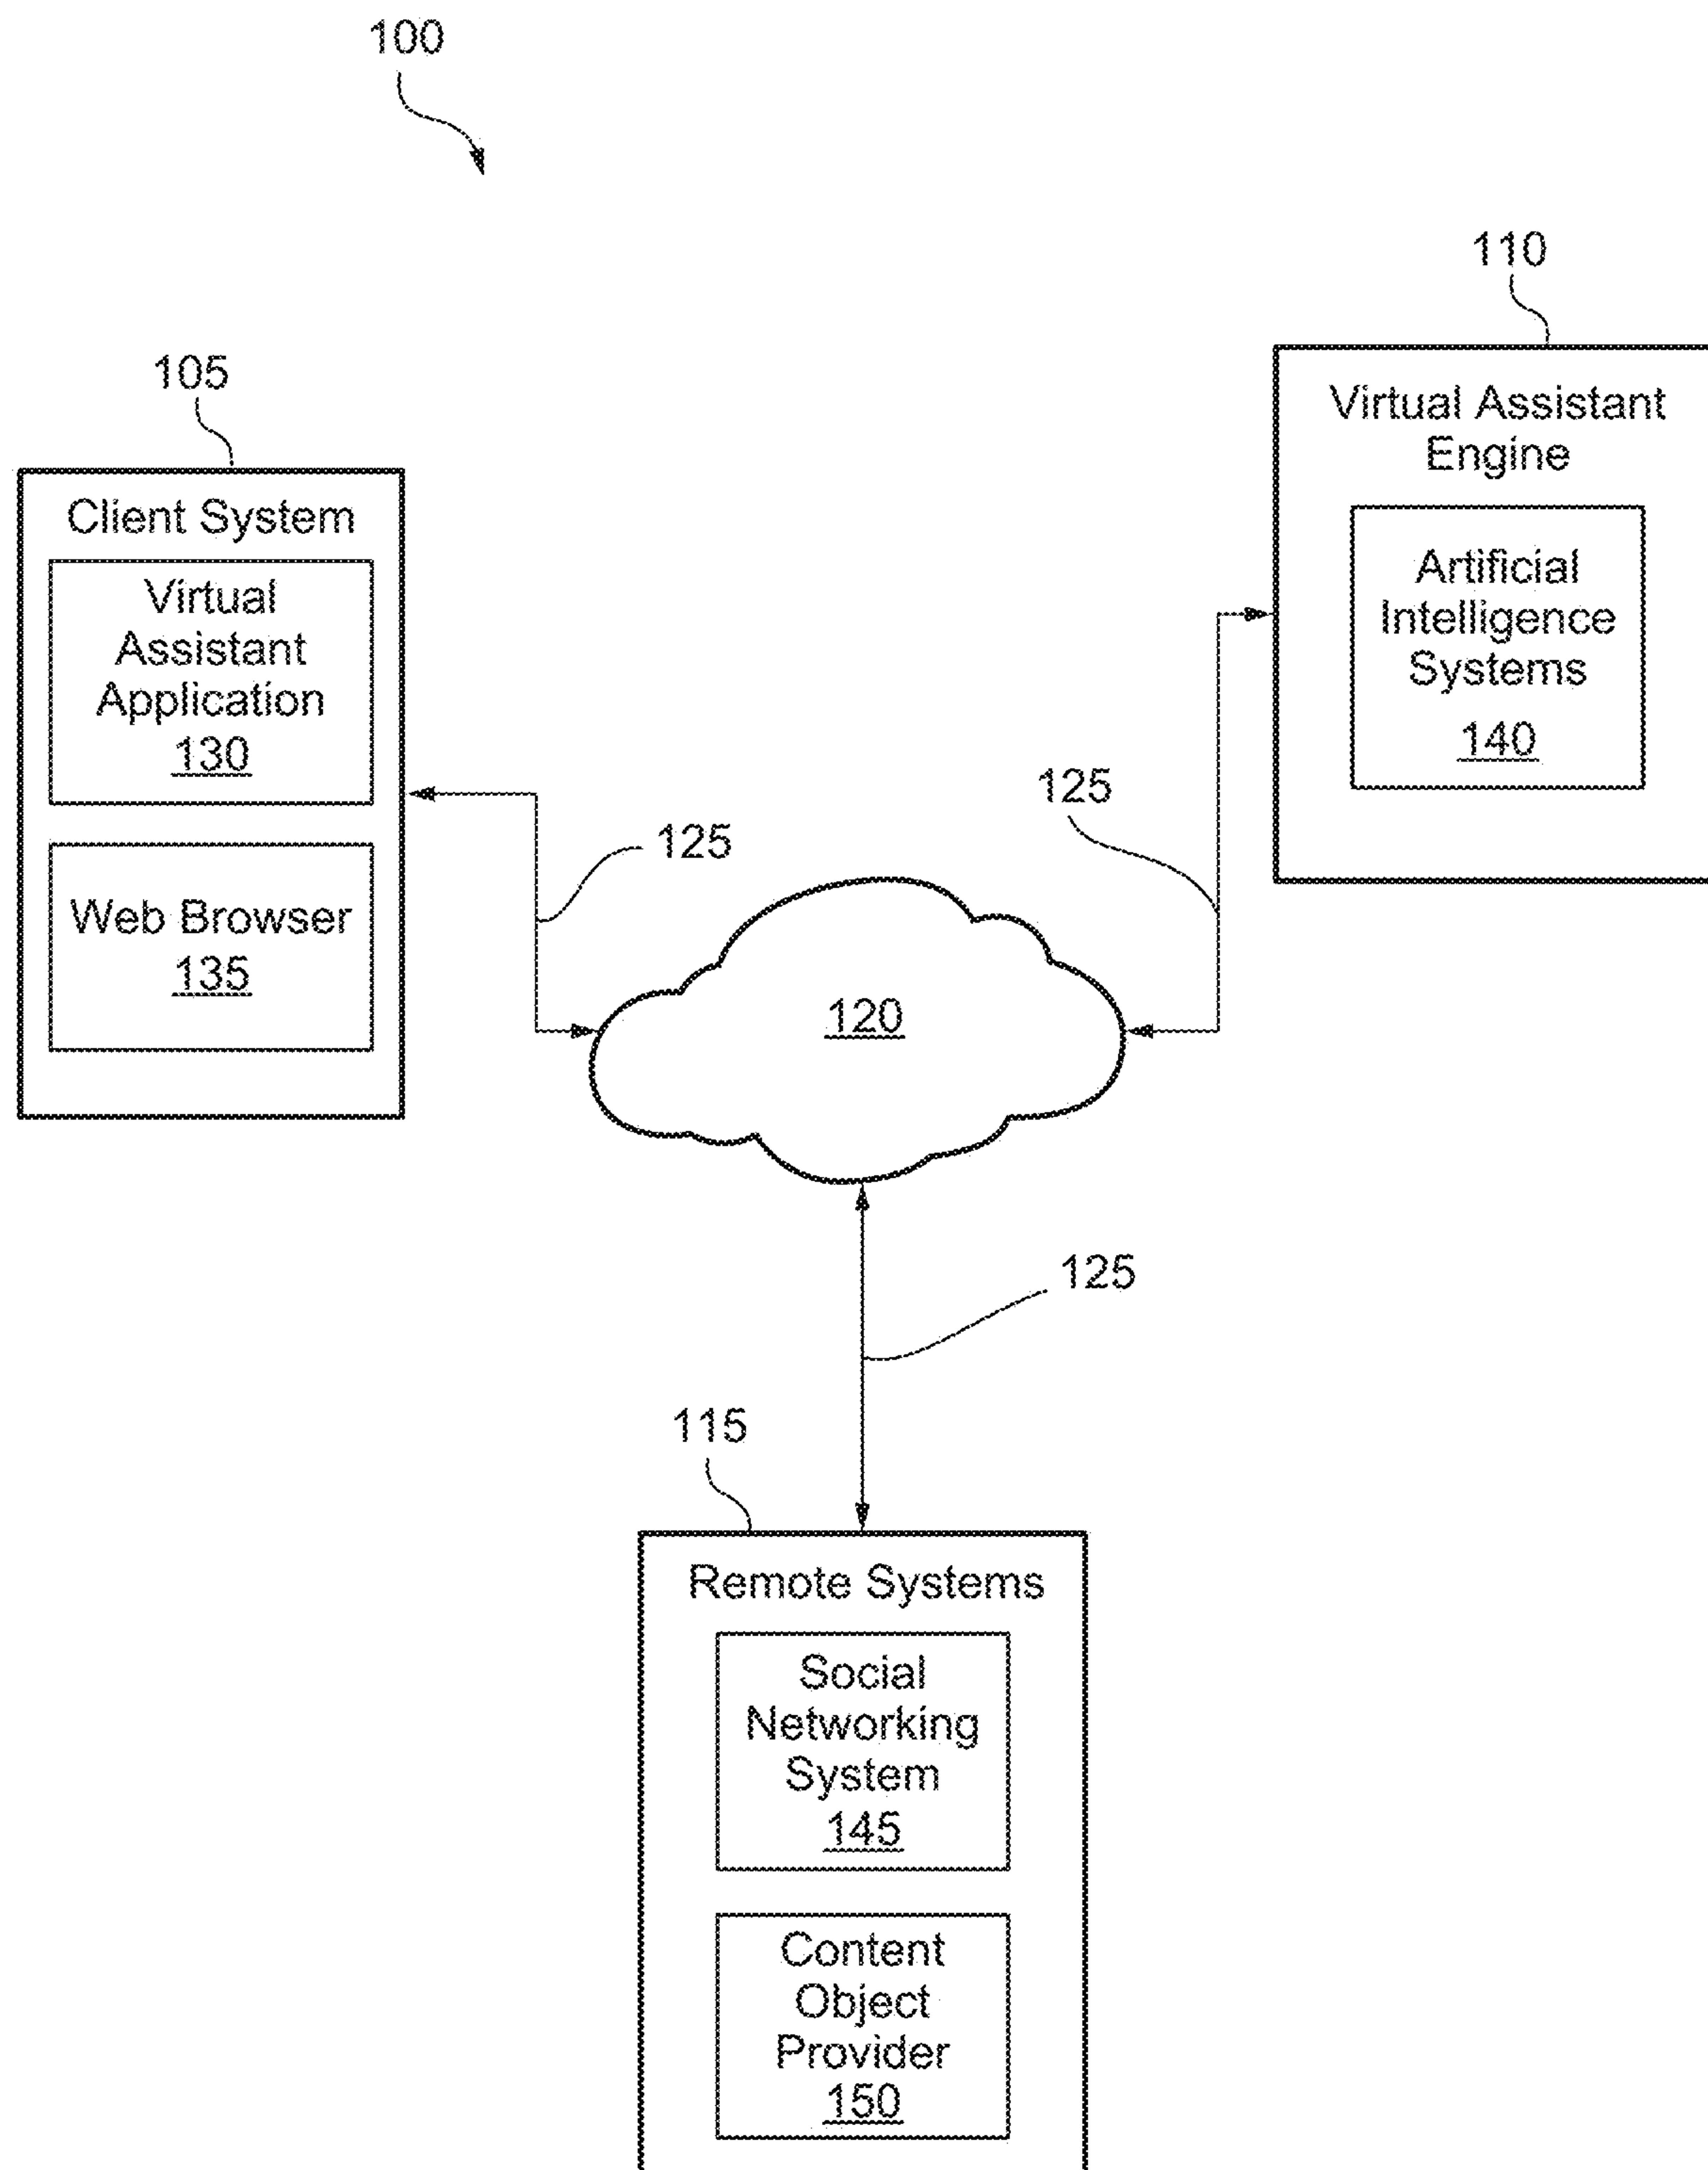 100
110
105
Virtual Assistant
Engine
Artificial
Intelligence
Systems
140
Client System
Virtual
Assistant
Application
130
Web Browser
135
125
125
120
125
115
Remote Systems
Social
Networking
System
145
Content
Object
Provider
150